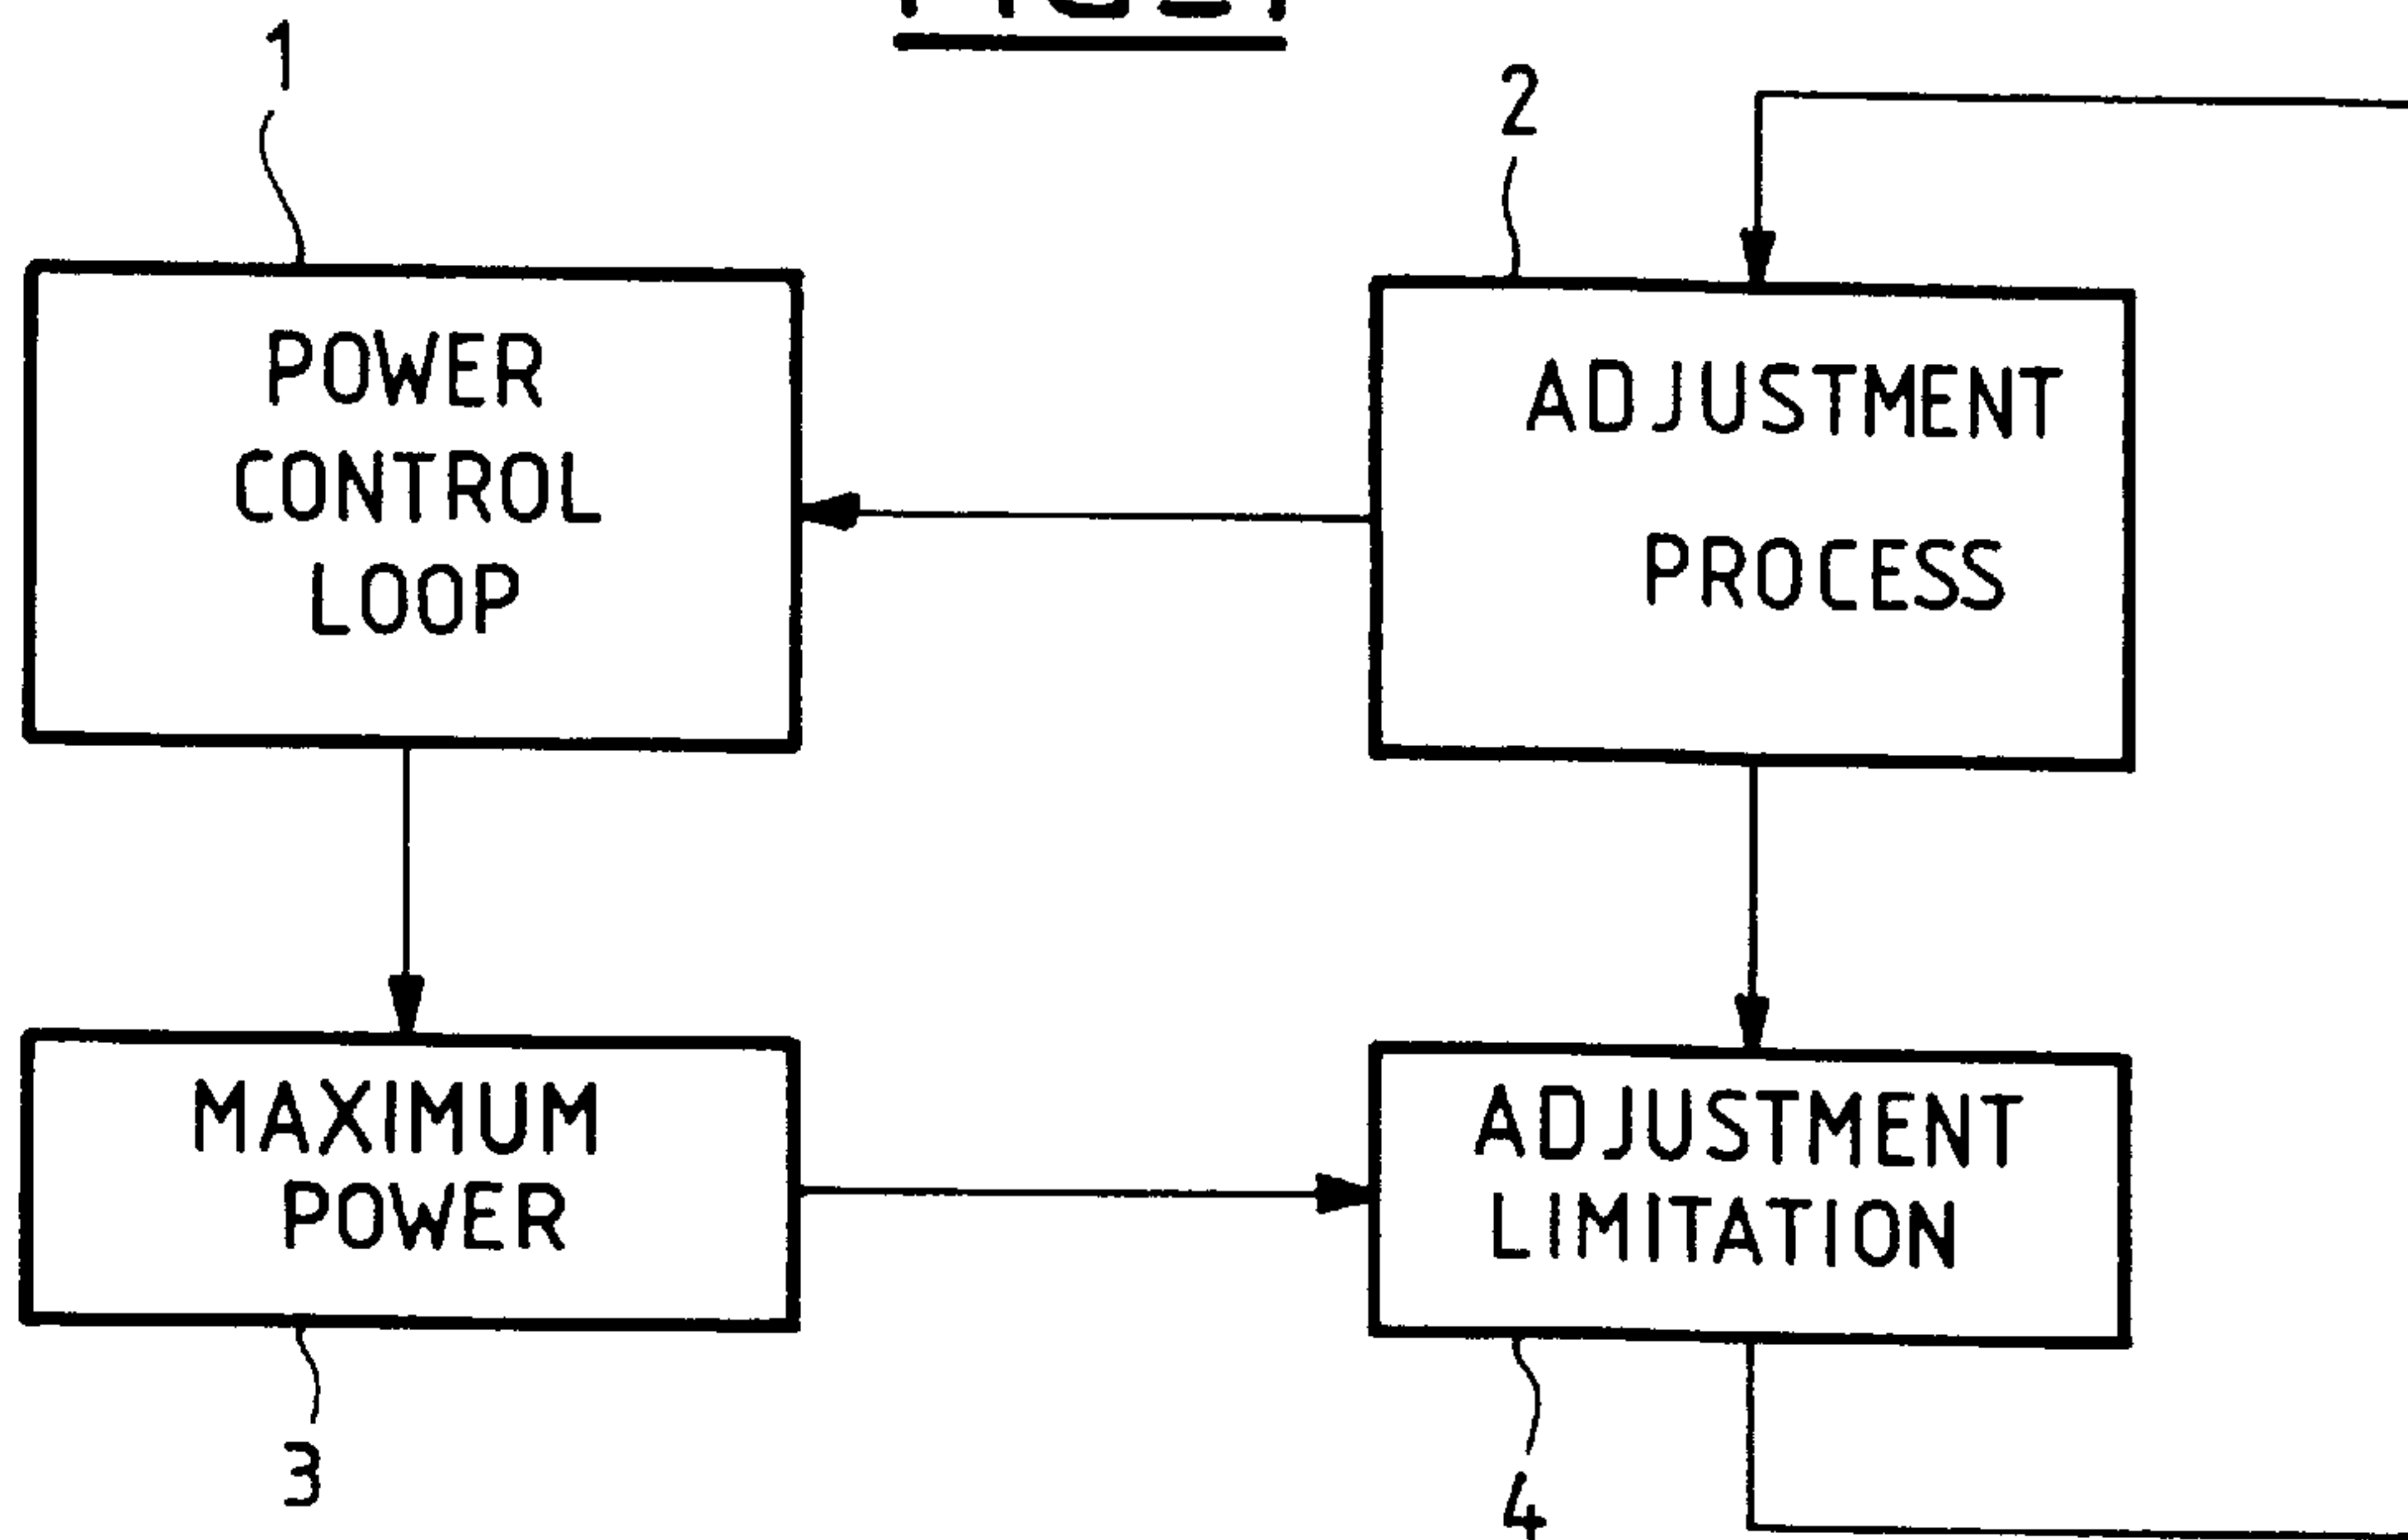 1
2
POWER
CONTROL
LOOP
ADJUSTMENT
PROCESS
MAXIMUM
POWER
ADJUSTMENT
LIMITATION
3
4